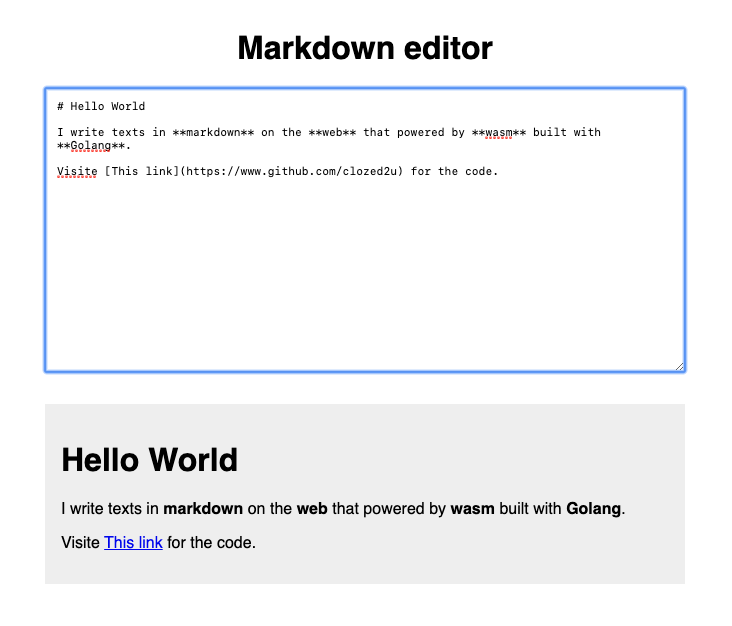 Markdown editor
# Hello World
I write texts in **markdown** on the **web** that powered by **wasm** built with
**Golang**.
Visite [This link](https://www.github.com/clozed2u) for the code.
Hello World
I write texts in markdown on the web that powered by wasm built with Golang.
Visite This link for the code.